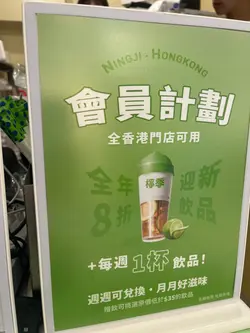 NINGJI - HONGKONG
會員計劃
全香港門店可用
全年
8折
迎新
飲品
檸季
+每週1杯飲品!
週週可兌換・月月好滋味